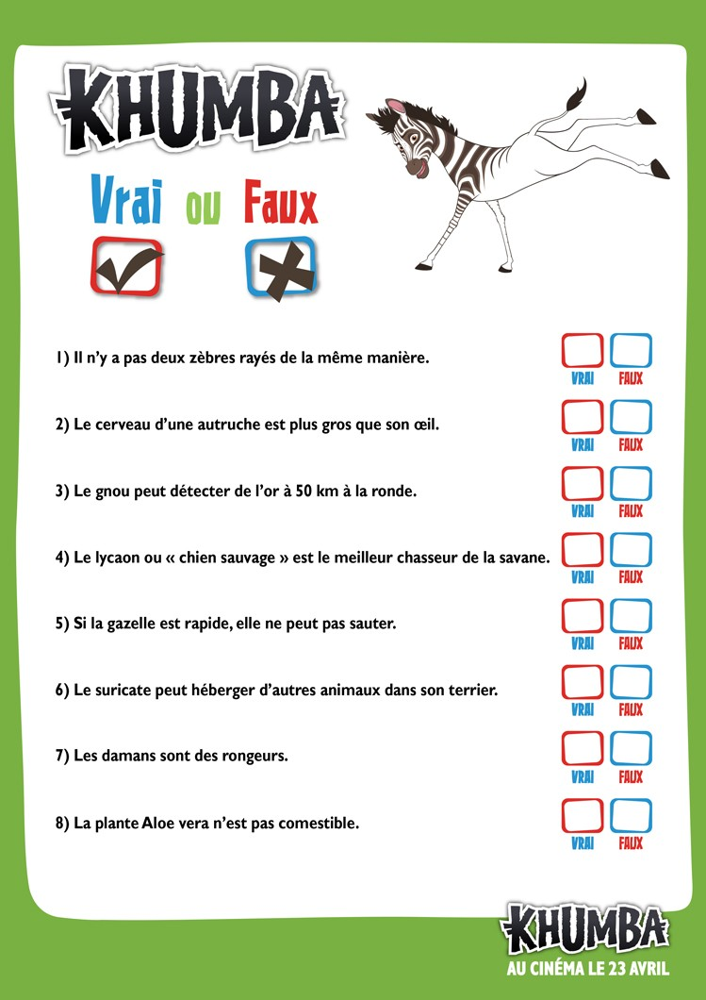 KHUMBA
Vrai ou Faux
1) Il n’y a pas deux zèbres rayés de la même manière.
VRAI FAUX
2) Le cerveau d’une autruche est plus gros que son œil.
VRAI FAUX
3) Le gnou peut détecter de l’or à 50 km à la ronde.
VRAI FAUX
4) Le lycaon ou « chien sauvage » est le meilleur chasseur de la savane.
VRAI FAUX
5) Si la gazelle est rapide, elle ne peut pas sauter.
VRAI FAUX
6) Le suricate peut héberger d’autres animaux dans son terrier.
VRAI FAUX
7) Les damans sont des rongeurs.
VRAI FAUX
8) La plante Aloe vera n’est pas comestible.
VRAI FAUX
KHUMBA
AU CINÉMA LE 23 AVRIL